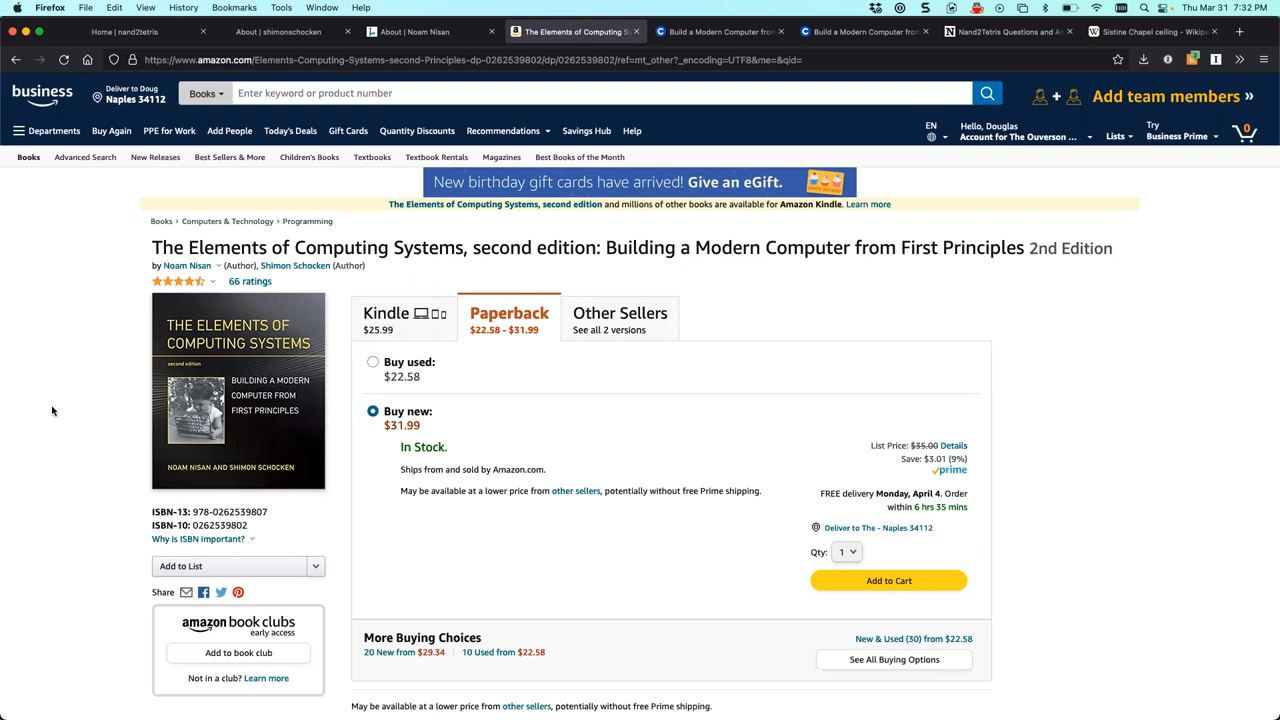 Firefox File Edit View History Bookmarks Tools Window Help Thu Mar 31 7:32 PM
Home | nand2tetris × About | shimonschocken × About | Noam Nisan × The Elements of Computing S × Build a Modern Computer from × Build a Modern Computer from × Nand2Tetris Questions and An × Sistine Chapel ceiling - Wikipe ×
https://www.amazon.com/Elements-Computing-Systems-second-Principles-dp-0262539802/dp/0262539802/ref=mt_other?_encoding=UTF8&me=&qid=
business
Deliver to Doug
Naples 34112
Books Enter keyword or product number
Add team members »
Departments Buy Again PPE for Work Add People Today's Deals Gift Cards Quantity Discounts Recommendations Savings Hub Help
EN
Hello, Douglas
Account for The Ouverson ...
Lists
Try
Business Prime
0
Books Advanced Search New Releases Best Sellers & More Children's Books Textbooks Textbook Rentals Magazines Best Books of the Month
New birthday gift cards have arrived! Give an eGift.
The Elements of Computing Systems, second edition and millions of other books are available for Amazon Kindle. Learn more
Books › Computers & Technology › Programming
The Elements of Computing Systems, second edition: Building a Modern Computer from First Principles 2nd Edition
by Noam Nisan (Author), Shimon Schocken (Author)
66 ratings
THE ELEMENTS OF
COMPUTING SYSTEMS
second edition
BUILDING A MODERN
COMPUTER FROM
FIRST PRINCIPLES
NOAM NISAN AND SHIMON SCHOCKEN
ISBN-13: 978-0262539807
ISBN-10: 0262539802
Why is ISBN important?
Add to List
Share
amazon book clubs
early access
Add to book club
Not in a club? Learn more
Kindle
$25.99
Paperback
$22.58 - $31.99
Other Sellers
See all 2 versions
Buy used:
$22.58
Buy new:
$31.99
In Stock.
Ships from and sold by Amazon.com.
May be available at a lower price from other sellers, potentially without free Prime shipping.
List Price: $35.00 Details
Save: $3.01 (9%)
prime
FREE delivery Monday, April 4. Order
within 6 hrs 35 mins
Deliver to The - Naples 34112
Qty: 1
Add to Cart
More Buying Choices
20 New from $29.34 | 10 Used from $22.58
New & Used (30) from $22.58
See All Buying Options
May be available at a lower price from other sellers, potentially without free Prime shipping.